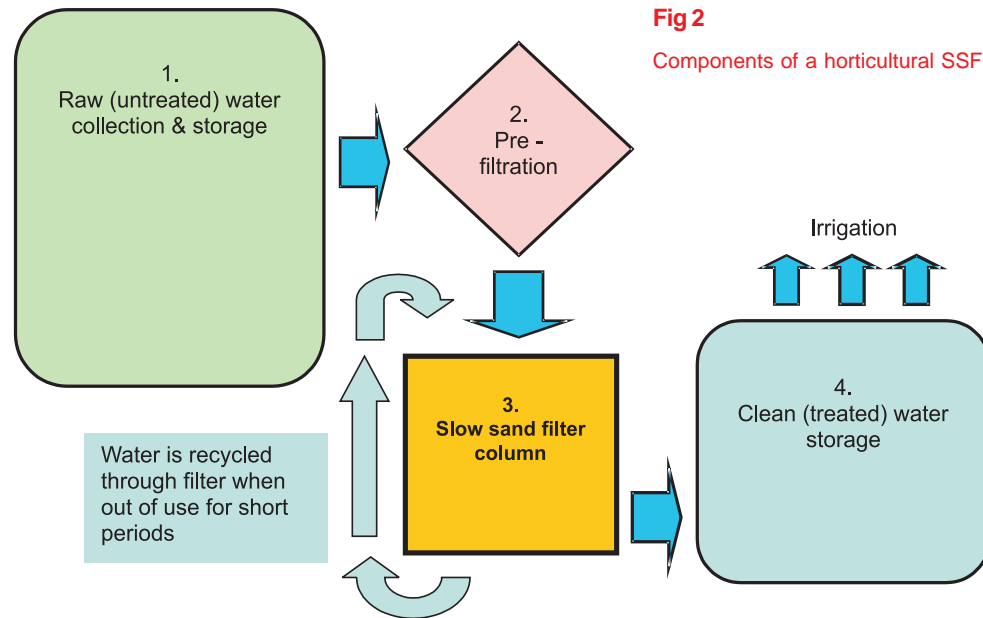 Fig 2
Components of a horticultural SSF
1.
Raw (untreated) water
collection & storage
2.
Pre -
filtration
Irrigation
3.
Slow sand filter
column
4.
Clean (treated) water
storage
Water is recycled
through filter when
out of use for short
periods